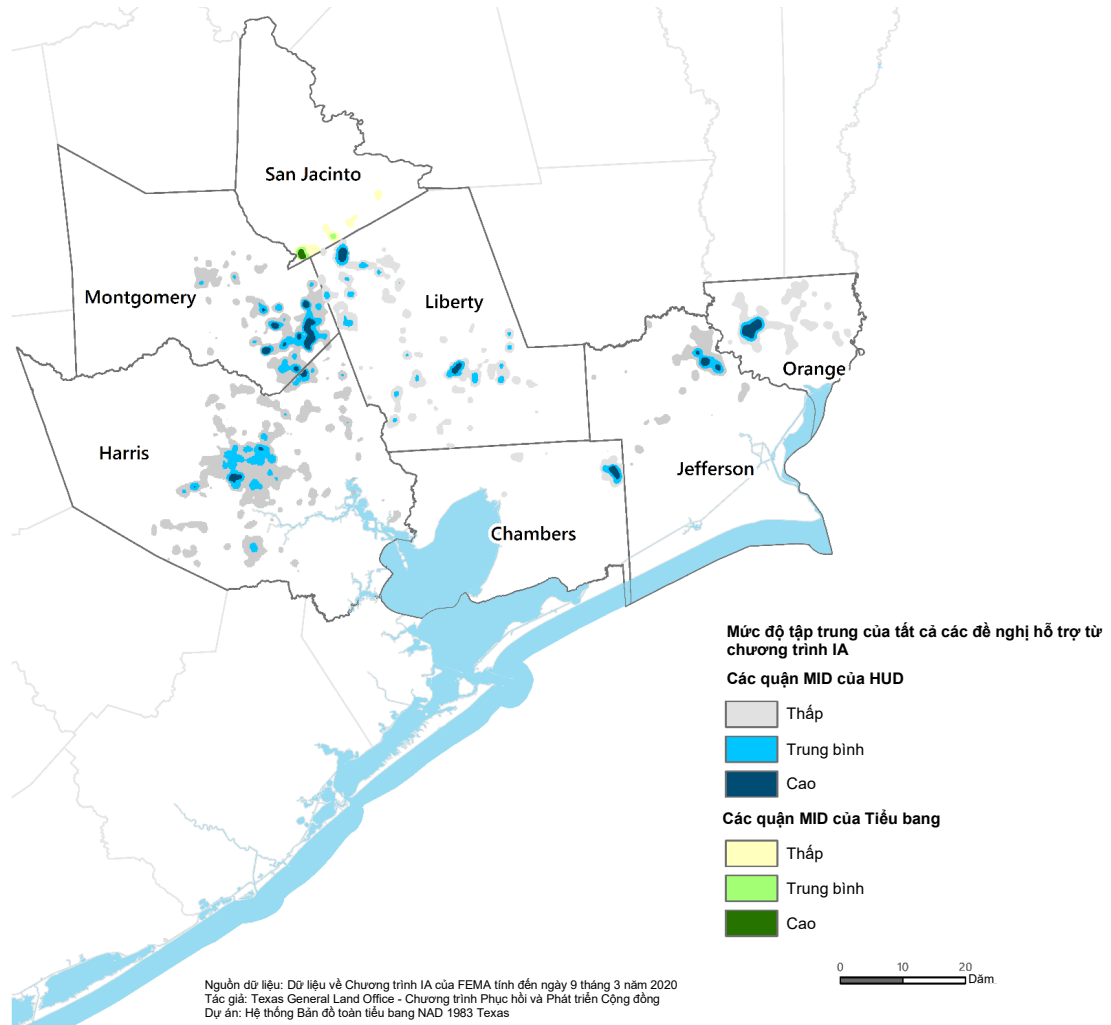 San Jacinto
Montgomery
Liberty
Orange
Harris
Jefferson
Chambers
Mức độ tập trung của tất cả các đề nghị hỗ trợ từ
chương trình IA
Các quận MID của HUD
Thấp
Trung bình
Cao
Các quận MID của Tiểu bang
Thấp
Trung bình
Cao
0 10 20
Dăm
Nguồn dữ liệu: Dữ liệu về Chương trình IA của FEMA tính đến ngày 9 tháng 3 năm 2020
Tác giả: Texas General Land Office - Chương trình Phục hồi và Phát triển Cộng đồng
Dự án: Hệ thống Bản đồ toàn tiểu bang NAD 1983 Texas